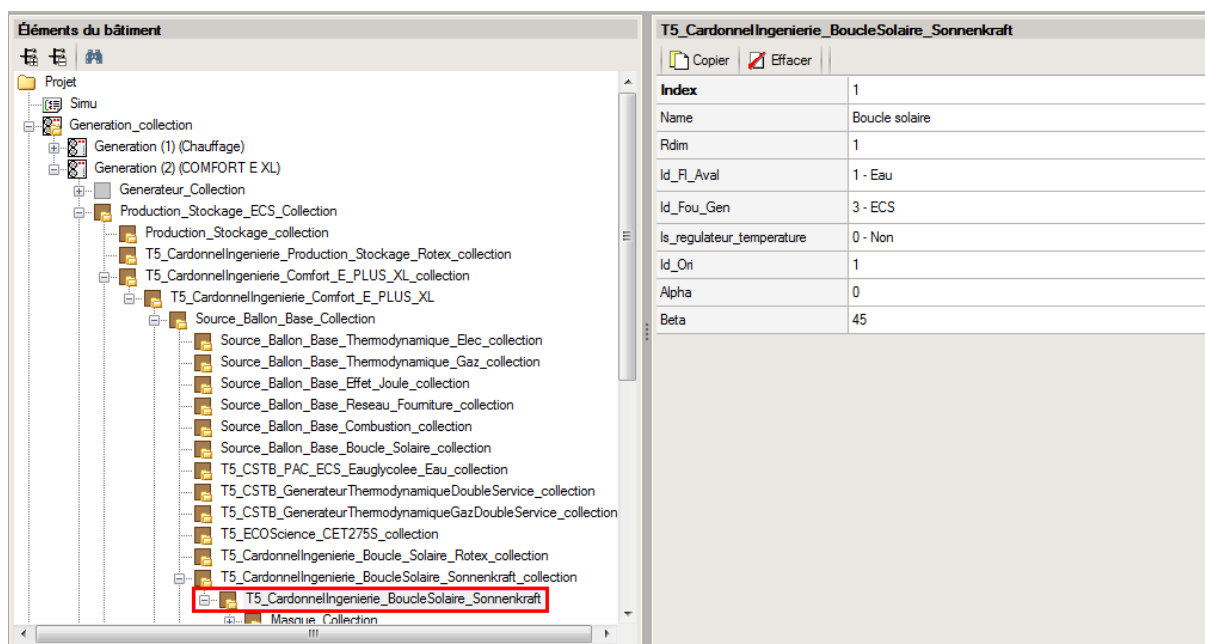 Éléments du bâtiment
Projet
Simu
Generation_collection
Generation (1) (Chauffage)
Generation (2) (COMFORT E XL)
Generateur_Collection
Production_Stockage_ECS_Collection
Production_Stockage_collection
T5_CardonnelIngenierie_Production_Stockage_Rotex_collection
T5_CardonnelIngenierie_Comfort_E_PLUS_XL_collection
T5_CardonnelIngenierie_Comfort_E_PLUS_XL
Source_Ballon_Base_Collection
Source_Ballon_Base_Thermodynamique_Elec_collection
Source_Ballon_Base_Thermodynamique_Gaz_collection
Source_Ballon_Base_Effet_Joule_collection
Source_Ballon_Base_Reseau_Fourniture_collection
Source_Ballon_Base_Combustion_collection
Source_Ballon_Base_Boucle_Solaire_collection
T5_CSTB_PAC_ECS_Eauglycolee_Eau_collection
T5_CSTB_GenerateurThermodynamiqueDoubleService_collection
T5_CSTB_GenerateurThermodynamiqueGazDoubleService_collection
T5_ECOScience_CET275S_collection
T5_CardonnelIngenierie_Boucle_Solaire_Rotex_collection
T5_CardonnelIngenierie_BoucleSolaire_Sonnenkraft_collection
T5_CardonnelIngenierie_BoucleSolaire_Sonnenkraft
Masque_Collection
T5_CardonnelIngenierie_BoucleSolaire_Sonnenkraft
Copier Effacer
Index 1
Name Boucle solaire
Rdim 1
Id_Fl_Aval 1 - Eau
Id_Fou_Gen 3 - ECS
Is_regulateur_temperature 0 - Non
Id_Ori 1
Alpha 0
Beta 45